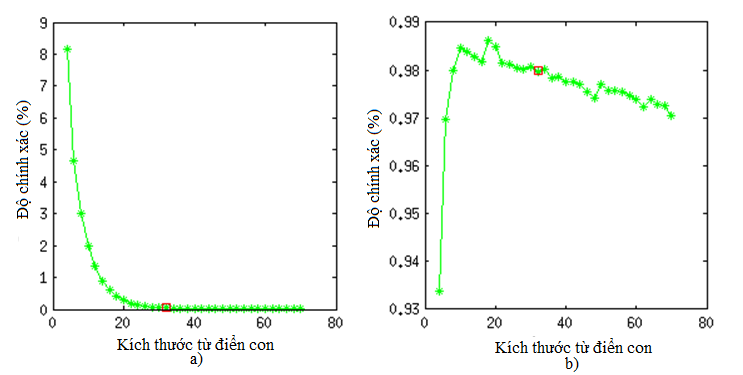 9
8
7
6
5
4
3
2
1
0
Độ chính xác (%)
0 20 40 60 80
Kích thước từ điển con
a)
0.99
0.98
0.97
0.96
0.95
0.94
0.93
Độ chính xác (%)
0 20 40 60 80
Kích thước từ điển con
b)